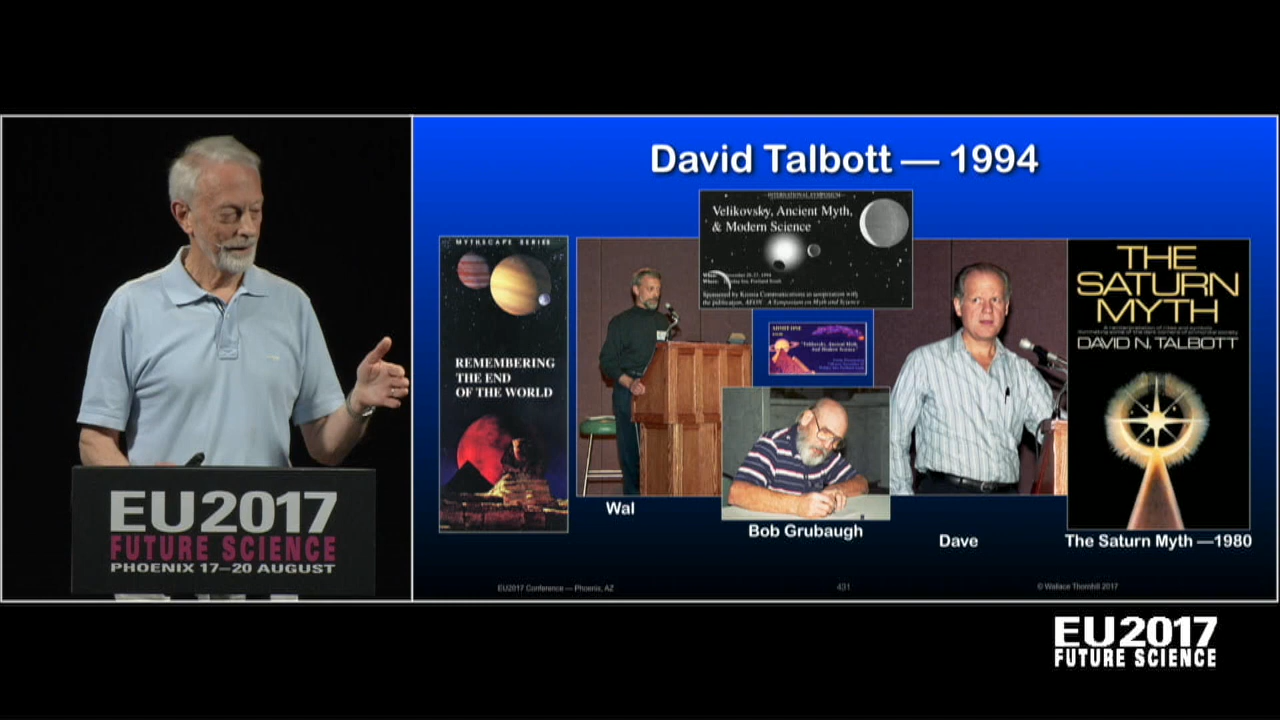 David Talbott — 1994
INTERNATIONAL SYMPOSIUM
Velikovsky, Ancient Myth,
& Modern Science
Sponsored by Kronia Communications in cooperation with
the publication, AEON: A Symposium on Myth and Science
MYTHSCAPE SERIES
REMEMBERING
THE END
OF THE WORLD
ADMIT ONE
"Velikovsky, Ancient Myth,
And Modern Science"
THE
SATURN
MYTH
DAVID N. TALBOTT
Wal
Bob Grubaugh
Dave
The Saturn Myth —1980
EU2017 Conference — Phoenix, AZ
431
© Wallace Thornhill 2017
EU2017
FUTURE SCIENCE
PHOENIX 17–20 AUGUST
EU2017
FUTURE SCIENCE